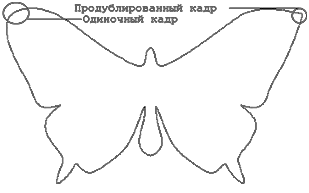 Продублированный кадр
Одиночный кадр